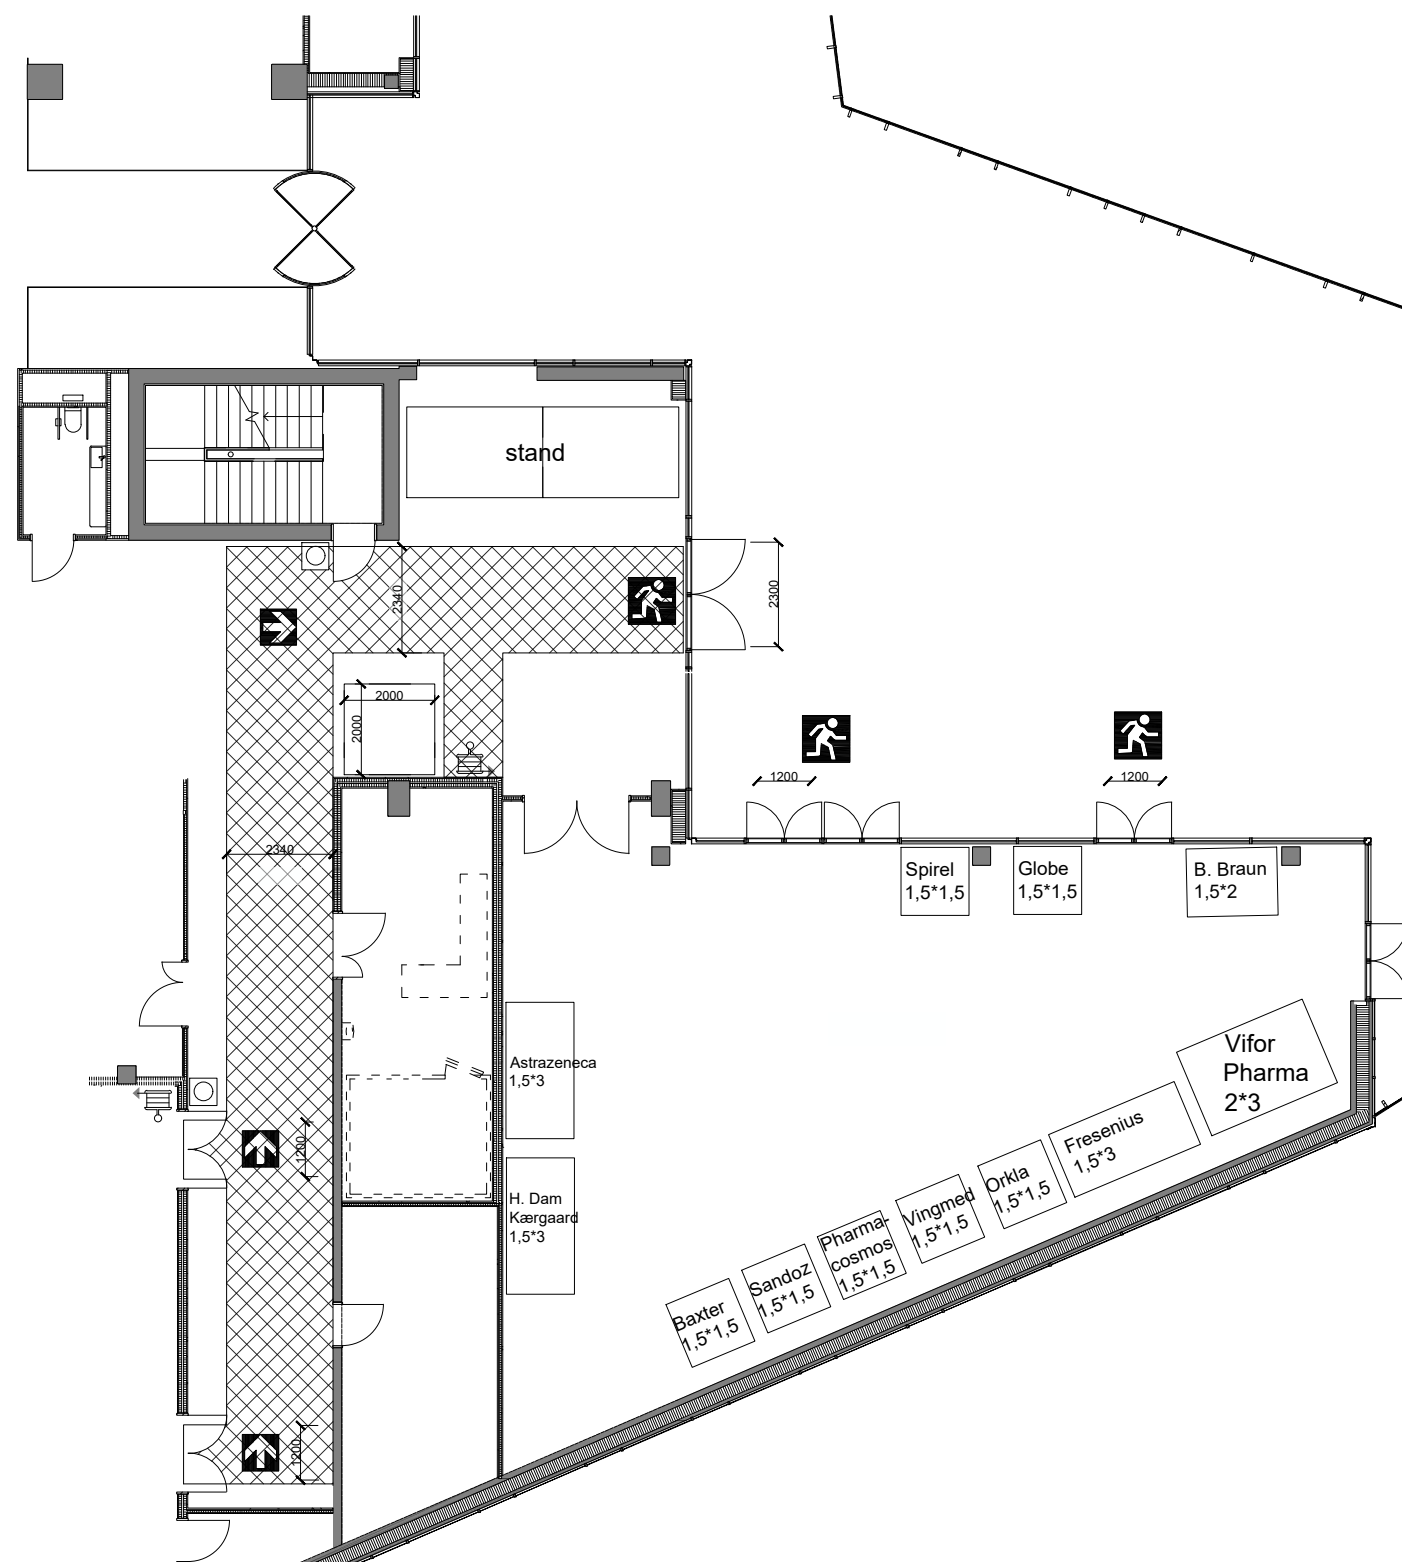 stand
2340
2300
2000
2000
1200
1200
2340
Spirel
1,5*1,5
Globe
1,5*1,5
B. Braun
1,5*2
Astrazeneca
1,5*3
Vifor
Pharma
2*3
Fresenius
1,5*3
Orkla
1,5*1,5
Vingmed
1,5*1,5
Pharma-
cosmos
1,5*1,5
Sandoz
1,5*1,5
Baxter
1,5*1,5
H. Dam
Kærgaard
1,5*3
1200
1200